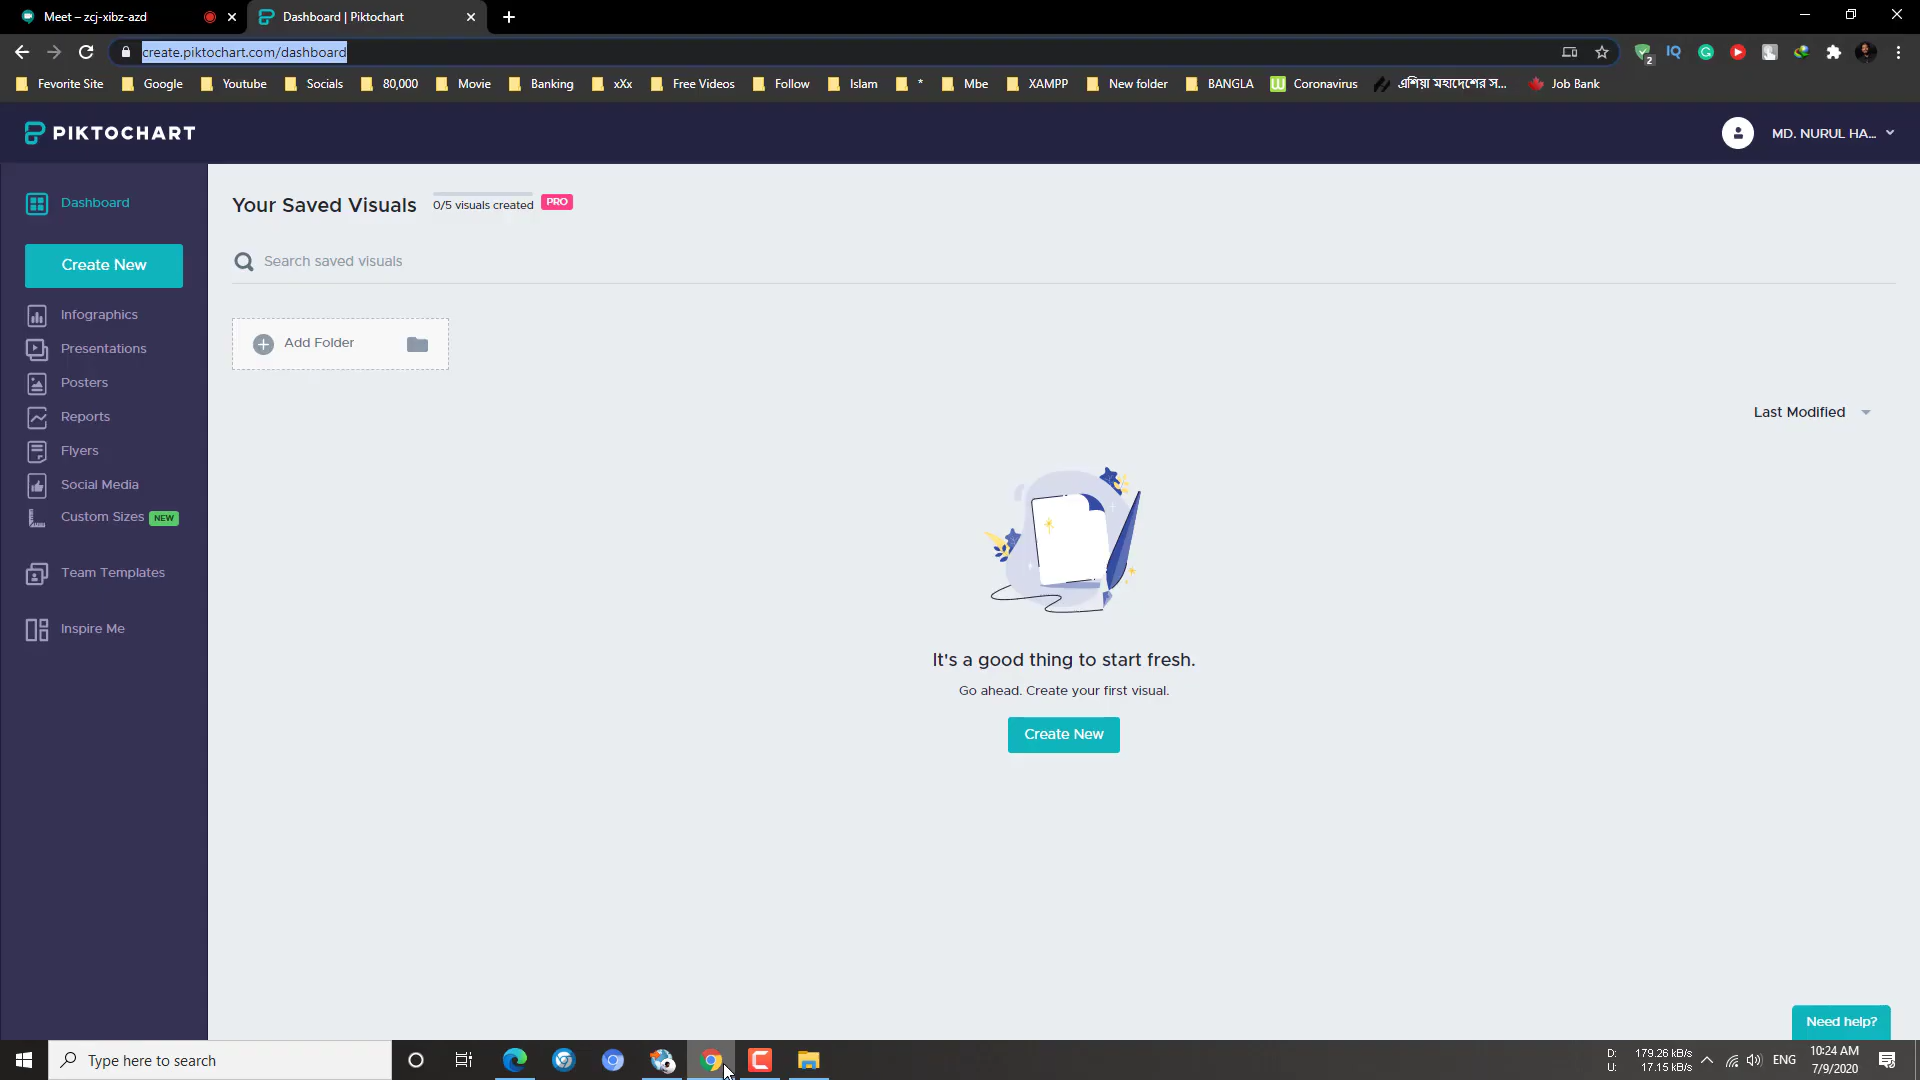 Meet – zcj-xibz-azd
Dashboard | Piktochart
create.piktochart.com/dashboard
2
IQ
Fevorite Site
Google
Youtube
Socials
80,000
Movie
Banking
xXx
Free Videos
Follow
Islam
*
Mbe
XAMPP
New folder
BANGLA
Coronavirus
এশিয়া মহাদেশের স...
Job Bank
PIKTOCHART
MD. NURUL HA...
Dashboard
Create New
Infographics
Presentations
Posters
Reports
Flyers
Social Media
Custom Sizes NEW
Team Templates
Inspire Me
Your Saved Visuals
0/5 visuals created
PRO
Search saved visuals
Add Folder
Last Modified
It's a good thing to start fresh.
Go ahead. Create your first visual.
Create New
Need help?
Type here to search
D: 179.26 kB/s
U: 17.15 kB/s
ENG
10:24 AM
7/9/2020